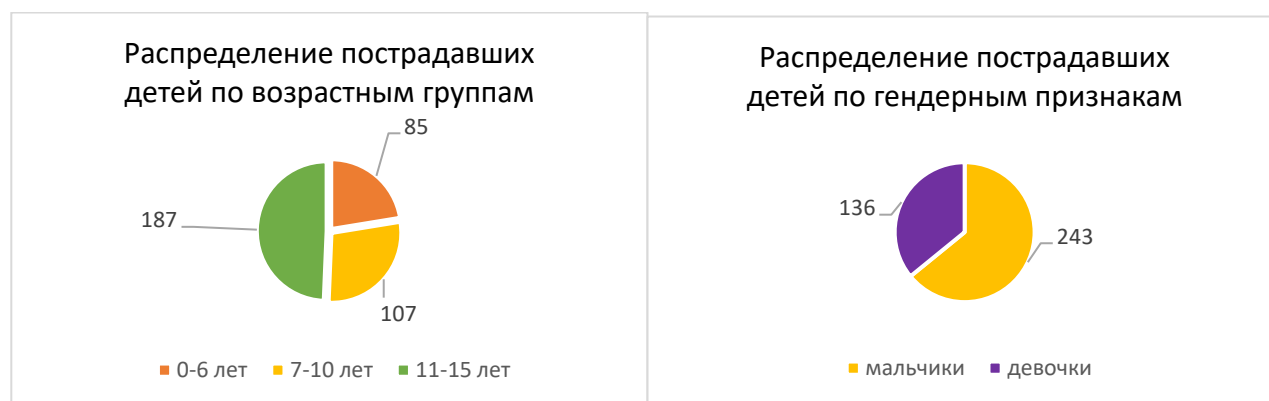 Распределение пострадавших
детей по возрастным группам
85
187
107
0-6 лет 7-10 лет 11-15 лет
Распределение пострадавших
детей по гендерным признакам
136
243
мальчики девочки